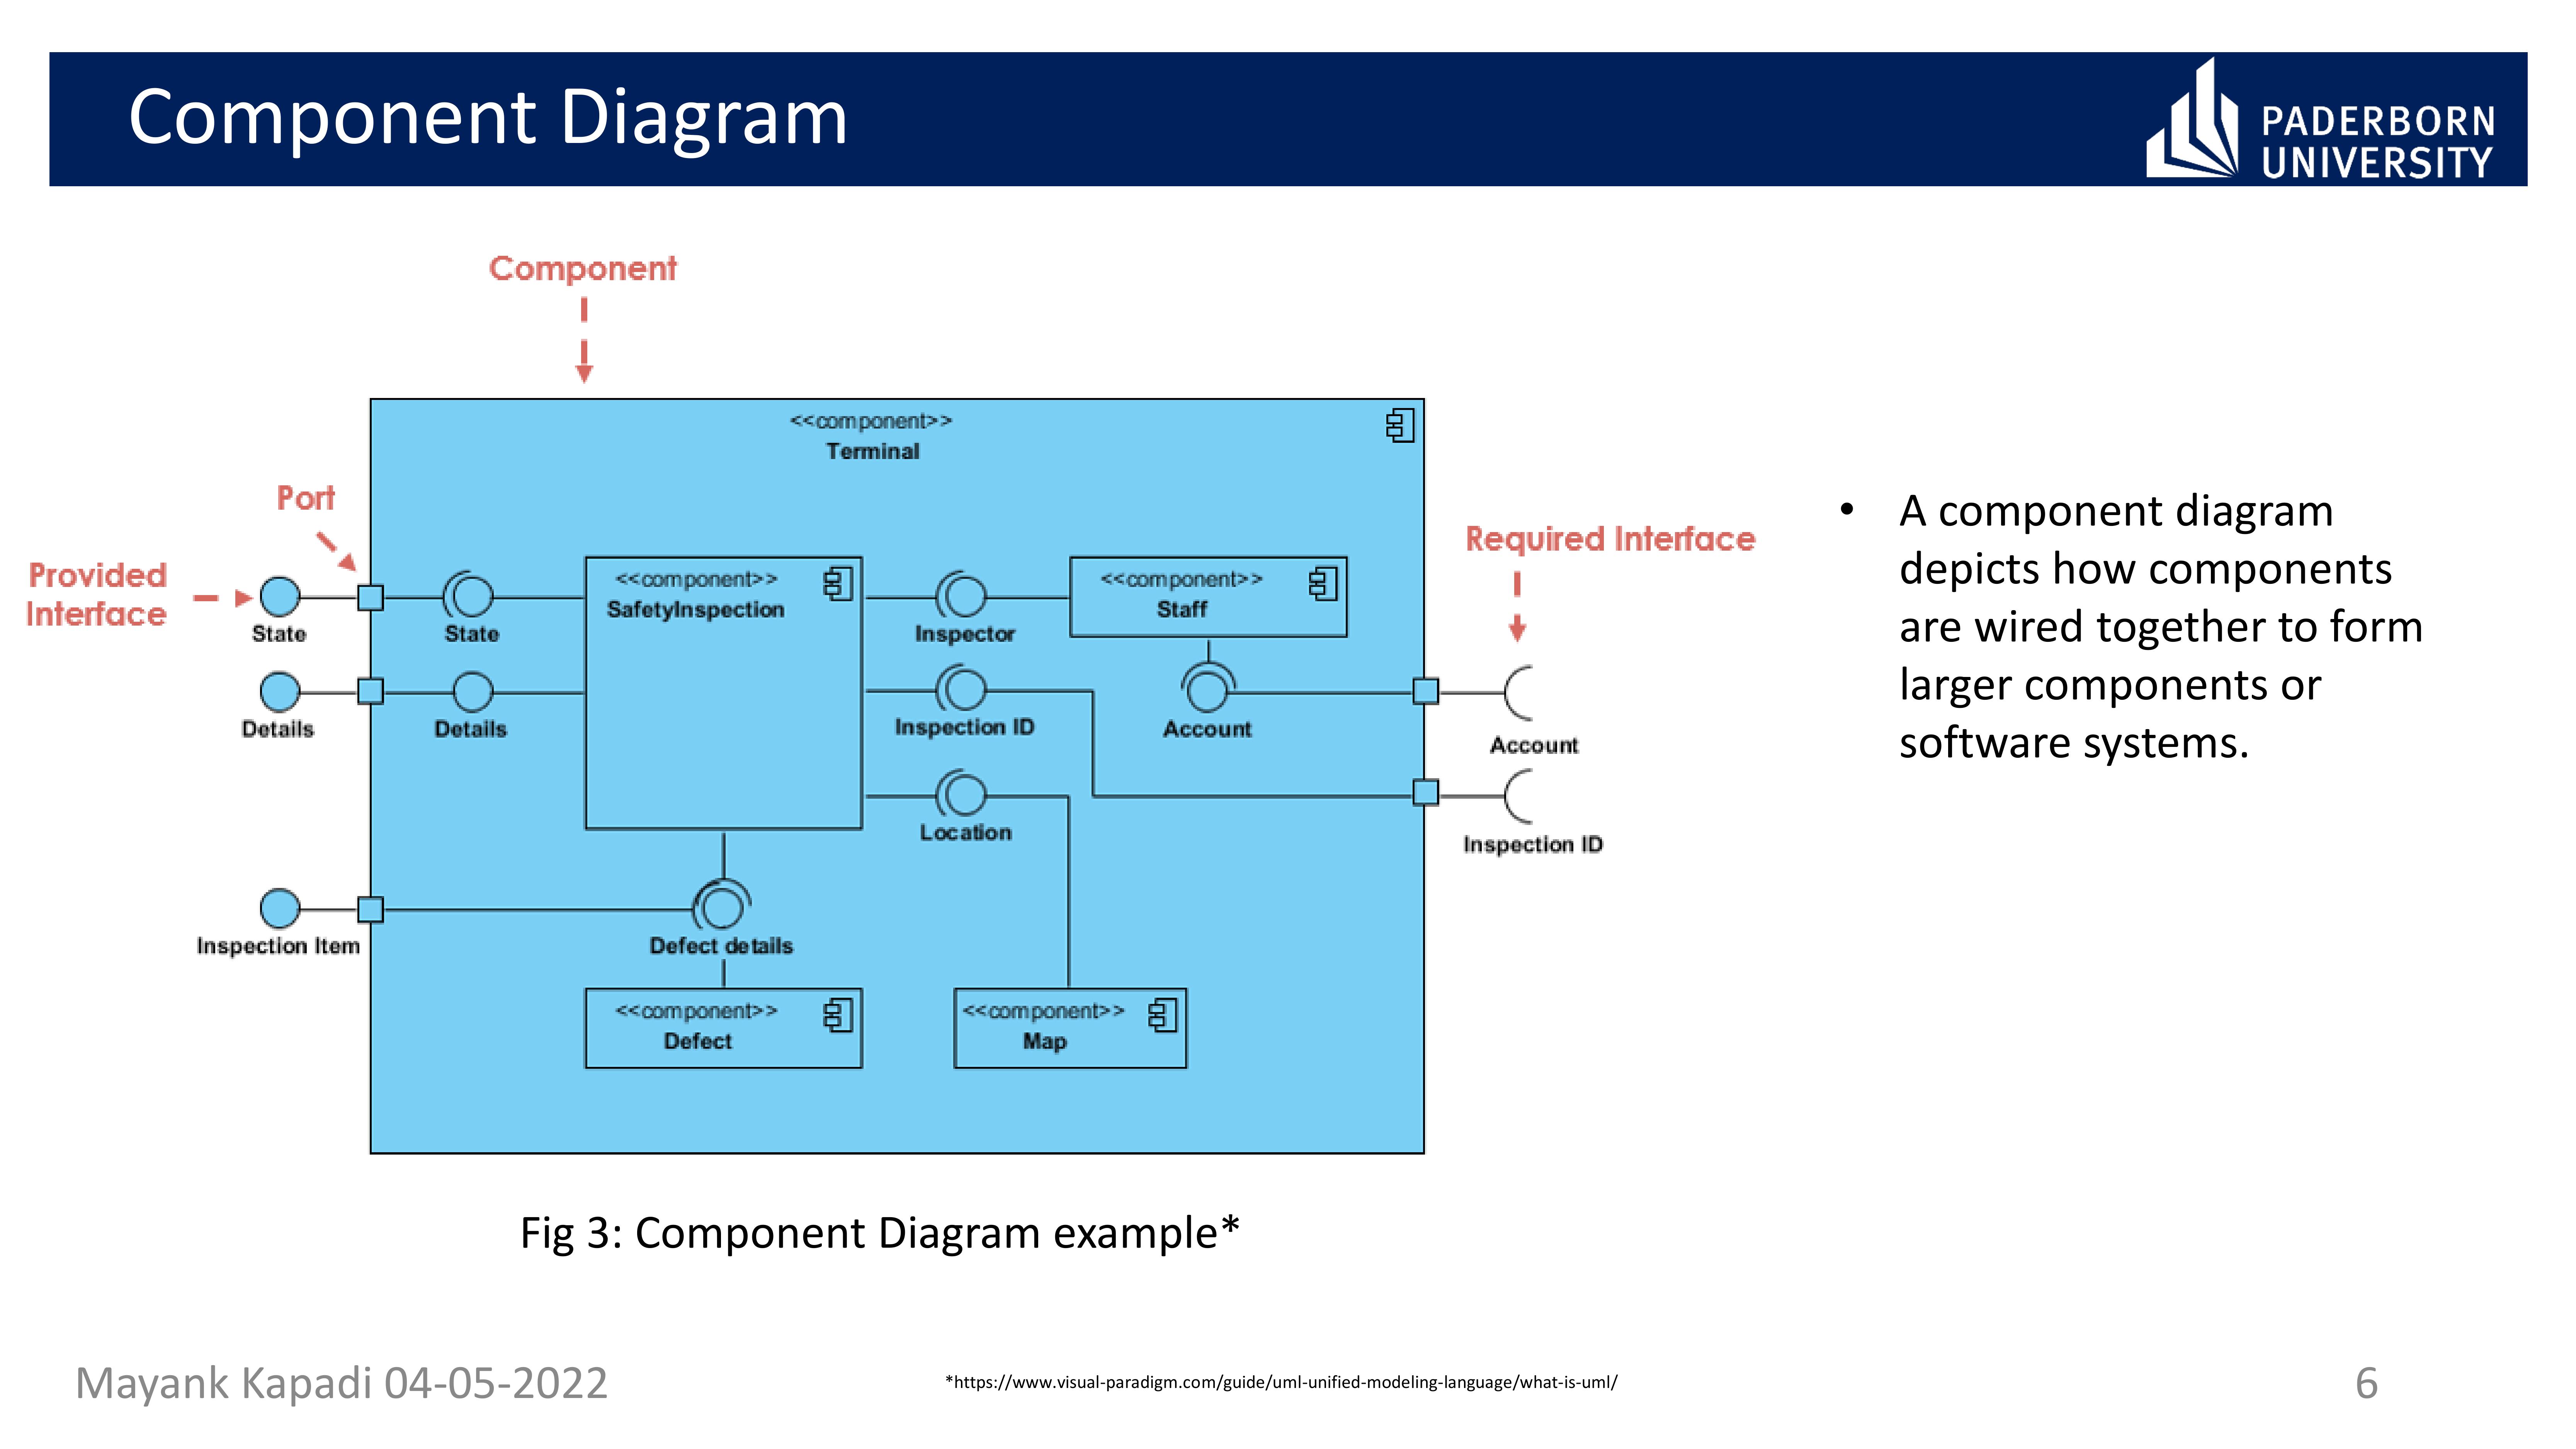 Component Diagram
PADERBORN
UNIVERSITY
Component
<<component>>
Terminal
Port
Provided
Interface
Required Interface
State
State
<<component>>
SafetyInspection
Inspector
<<component>>
Staff
Details
Details
Inspection ID
Account
Account
Location
Inspection ID
Inspection Item
Defect details
<<component>>
Defect
<<component>>
Map
• A component diagram
depicts how components
are wired together to form
larger components or
software systems.
Fig 3: Component Diagram example*
Mayank Kapadi 04-05-2022
*https://www.visual-paradigm.com/guide/uml-unified-modeling-language/what-is-uml/
6